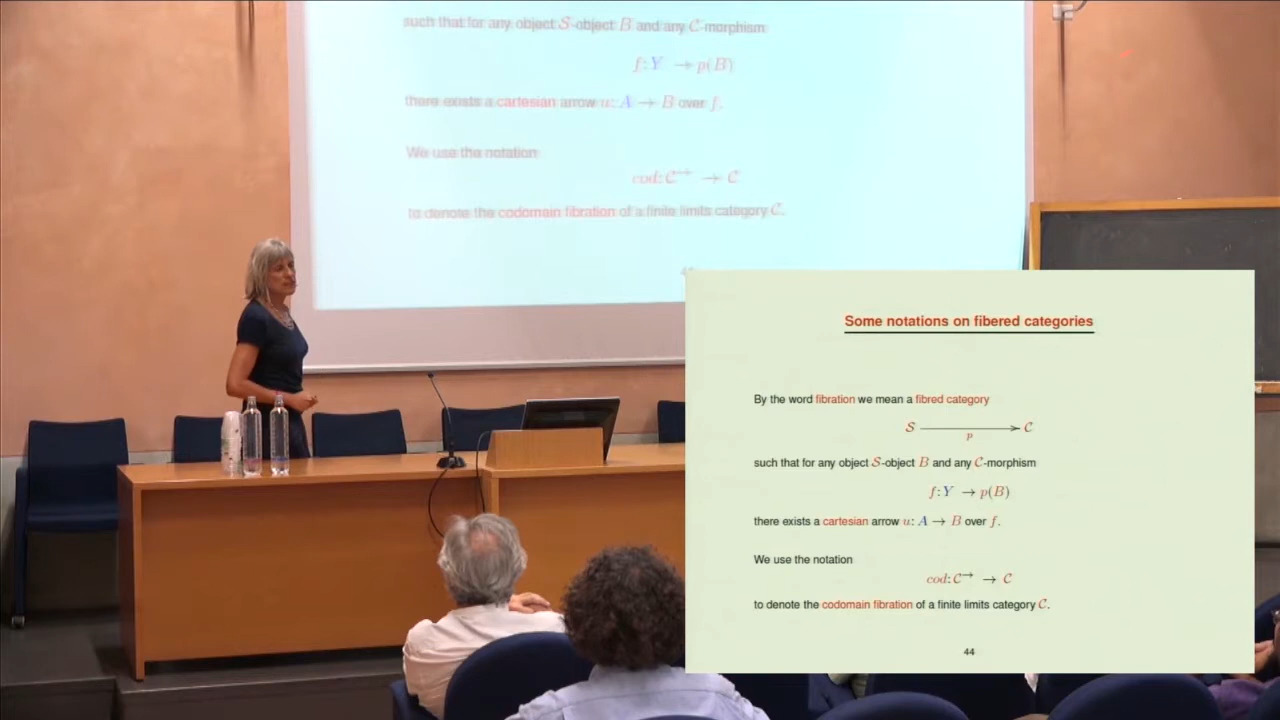 such that for any object S-object B and any C-morphism
f: Y → p(B)
there exists a cartesian arrow u: A → B over f.
We use the notation
cod: C→ → C
to denote the codomain fibration of a finite limits category C.
Some notations on fibered categories
By the word fibration we mean a fibred category
S → C
p
such that for any object S-object B and any C-morphism
f: Y → p(B)
there exists a cartesian arrow u: A → B over f.
We use the notation
cod: C→ → C
to denote the codomain fibration of a finite limits category C.
44